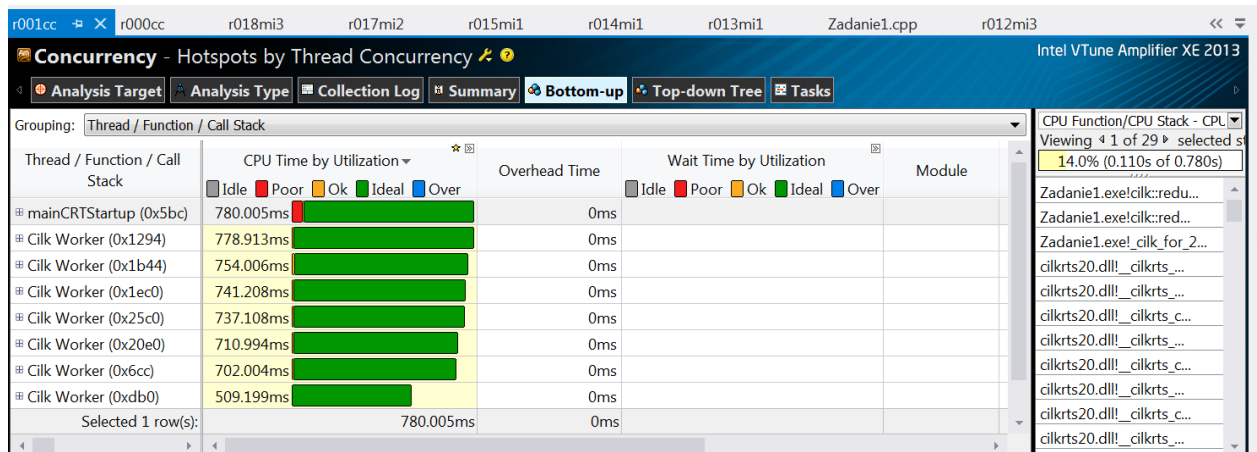 r001cc r000cc r018mi3 r017mi2 r015mi1 r014mi1 r013mi1 Zadanie1.cpp r012mi3
Concurrency - Hotspots by Thread Concurrency ? Intel VTune Amplifier XE 2013
Analysis Target Analysis Type Collection Log Summary Bottom-up Top-down Tree Tasks
Grouping: Thread / Function / Call Stack
Thread / Function / Call Stack
CPU Time by Utilization
Idle Poor Ok Ideal Over
Overhead Time
Wait Time by Utilization
Idle Poor Ok Ideal Over
Module
mainCRTStartup (0x5bc) 780.005ms 0ms
Cilk Worker (0x1294) 778.913ms 0ms
Cilk Worker (0x1b44) 754.006ms 0ms
Cilk Worker (0x1ec0) 741.208ms 0ms
Cilk Worker (0x25c0) 737.108ms 0ms
Cilk Worker (0x20e0) 710.994ms 0ms
Cilk Worker (0x6cc) 702.004ms 0ms
Cilk Worker (0xdb0) 509.199ms 0ms
Selected 1 row(s): 780.005ms 0ms
CPU Function/CPU Stack - CPU
Viewing 1 of 29 selected st
14.0% (0.110s of 0.780s)
Zadanie1.exe!cilk::redu...
Zadanie1.exe!cilk::red...
Zadanie1.exe!_cilk_for_2...
cilkrts20.dll!__cilkrts_...
cilkrts20.dll!__cilkrts_...
cilkrts20.dll!__cilkrts_c...
cilkrts20.dll!__cilkrts_...
cilkrts20.dll!__cilkrts_c...
cilkrts20.dll!__cilkrts_...
cilkrts20.dll!__cilkrts_c...
cilkrts20.dll!__cilkrts_...